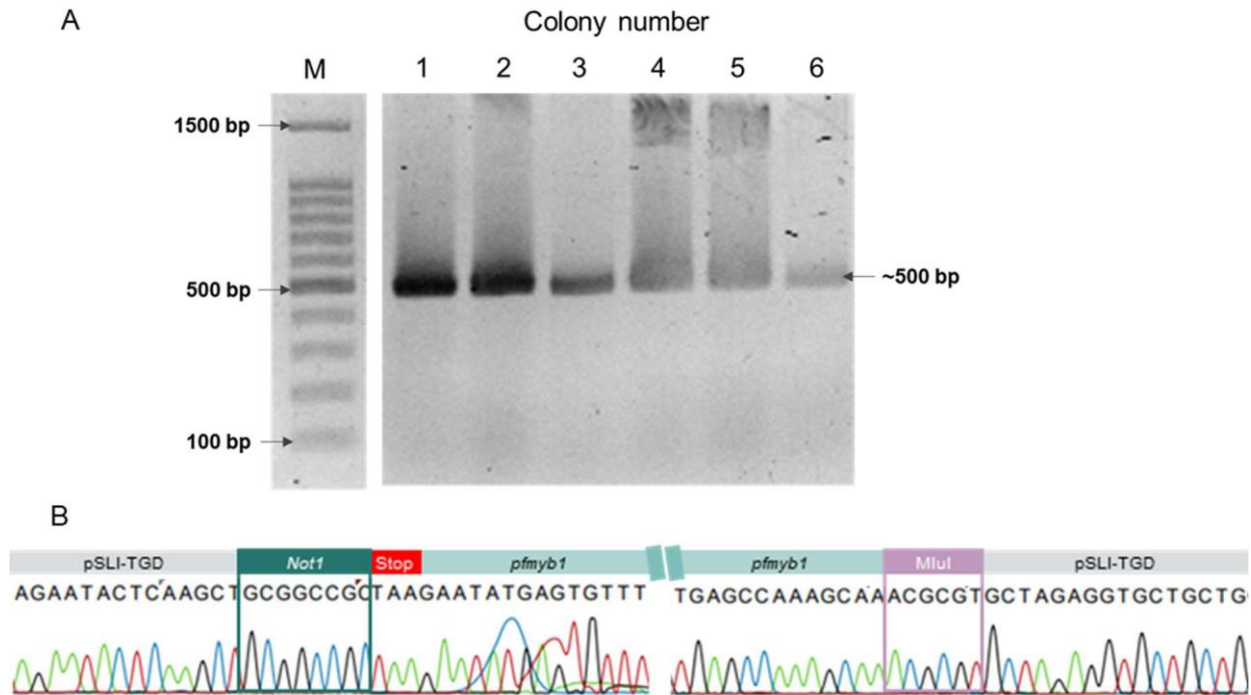 A
Colony number
M 1 2 3 4 5 6
1500 bp
500 bp
~500 bp
100 bp
B
pSLI-TGD Not1 Stop pfmyb1 pfmyb1 MluI pSLI-TGD
AGAATACTCAAGCTGCGGCCGCTAAGAATATGAGTGTTT TGAGCCAAAGCAAACGCGTGCTAGAGGTGCTGCTG